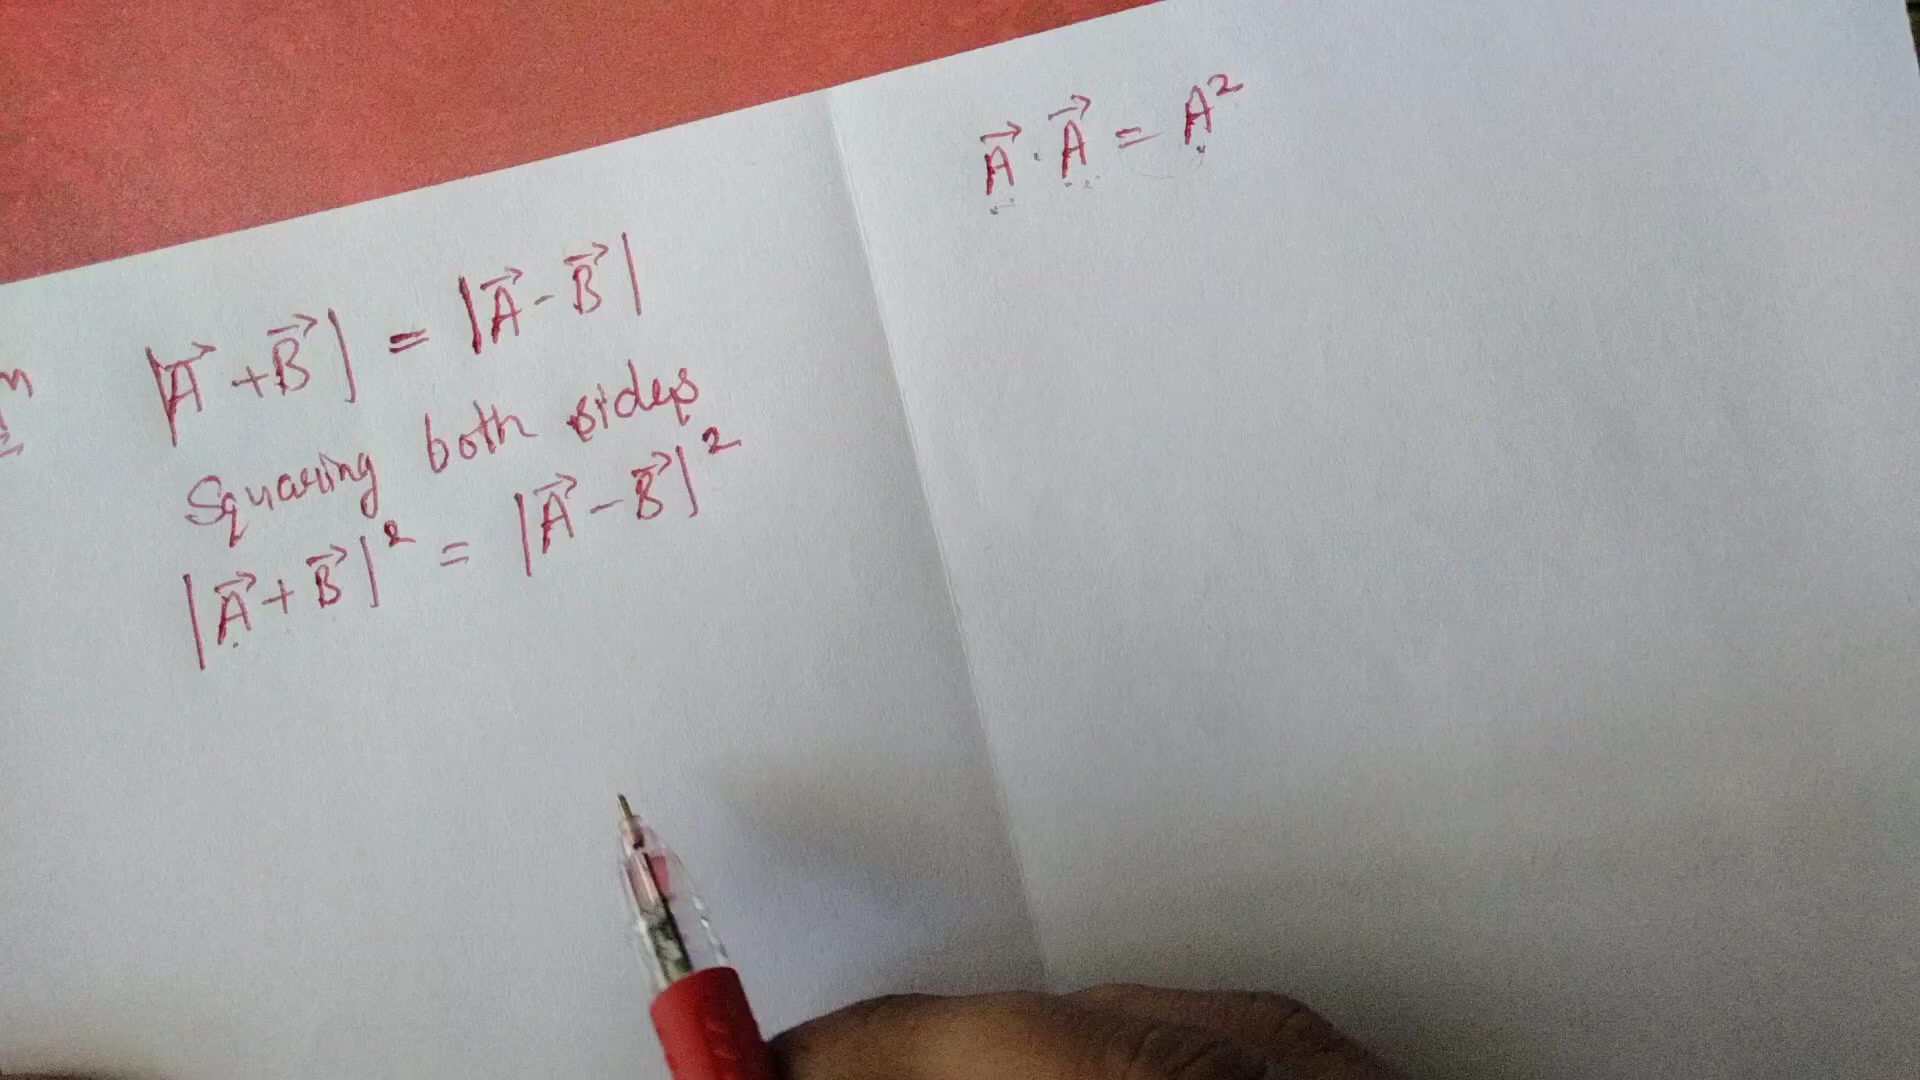 |A⃗ + B⃗| = |A⃗ - B⃗|
Squaring both sides
|A⃗ + B⃗|² = |A⃗ - B⃗|²
A⃗ . A⃗ = A²